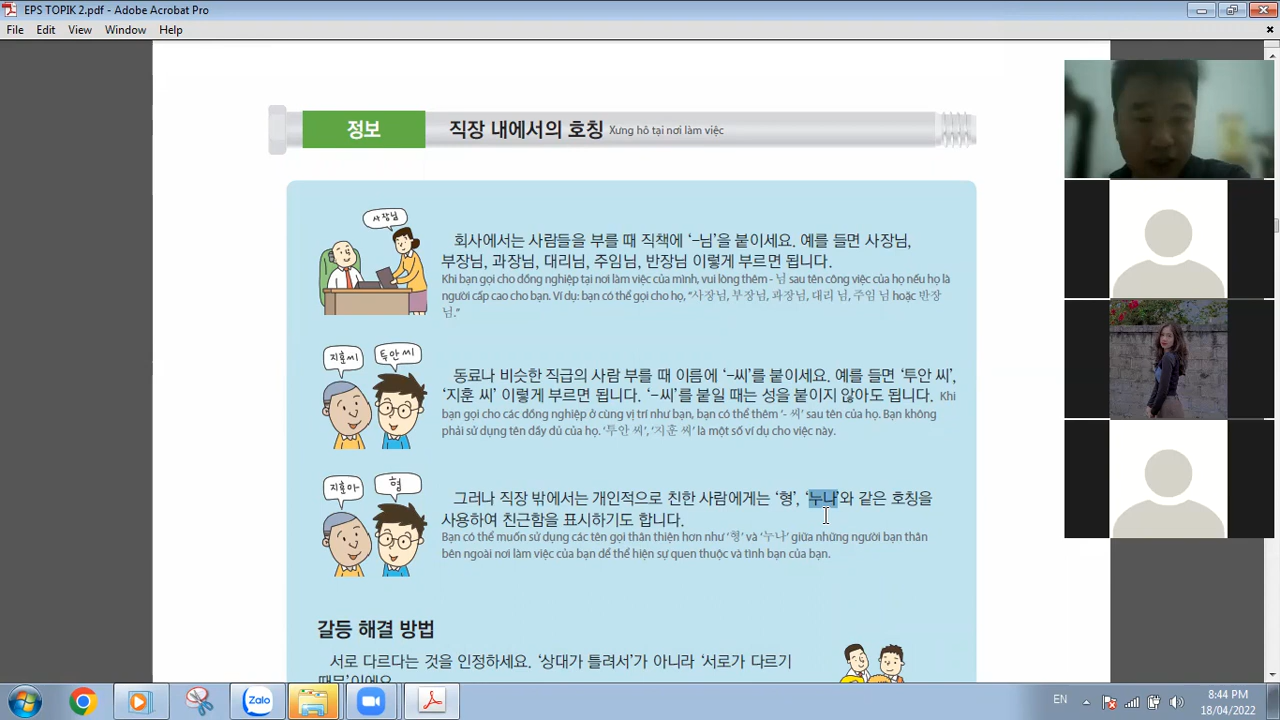 EPS TOPIK 2.pdf - Adobe Acrobat Pro
File Edit View Window Help
정보
직장 내에서의 호칭 Xưng hô tại nơi làm việc
사장님
회사에서는 사람들을 부를 때 직책에 ‘-님’을 붙이세요. 예를 들면 사장님,
부장님, 과장님, 대리님, 주임님, 반장님 이렇게 부르면 됩니다.
Khi bạn gọi cho đồng nghiệp tại nơi làm việc của mình, vui lòng thêm - 님 sau tên công việc của họ nếu họ là
người cấp cao cho bạn. Ví dụ: bạn có thể gọi cho họ, “사장님, 부장님, 과장님, 대리 님, 주임 님 hoặc 반장
님.”
지훈 씨
투안 씨
동료나 비슷한 직급의 사람 부를 때 이름에 ‘-씨’를 붙이세요. 예를 들면 ‘투안 씨’,
‘지훈 씨’ 이렇게 부르면 됩니다. ‘-씨’를 붙일 때는 성을 붙이지 않아도 됩니다. Khi
bạn gọi cho các đồng nghiệp ở cùng vị trí như bạn, bạn có thể thêm ‘- 씨’ sau tên của họ. Bạn không
phải sử dụng tên đầy đủ của họ. ‘투안 씨’, ‘지훈 씨’ là một số ví dụ cho việc này.
지훈아
형
그러나 직장 밖에서는 개인적으로 친한 사람에게는 ‘형’, ‘누나’와 같은 호칭을
사용하여 친근함을 표시하기도 합니다.
Bạn có thể muốn sử dụng các tên gọi thân thiện hơn như ‘형’ và ‘누나’ giữa những người bạn thân
bên ngoài nơi làm việc của bạn để thể hiện sự quen thuộc và tình bạn của bạn.
갈등 해결 방법
서로 다르다는 것을 인정하세요. ‘상대가 틀려서’가 아니라 ‘서로가 다르기
때문’이에요.
Zalo
EN
8:44 PM
18/04/2022